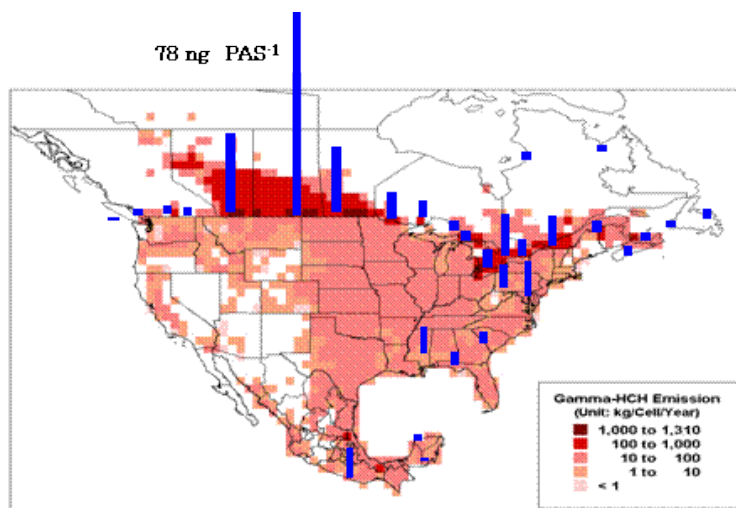 78 ng PAS-1
Gamma-HCH Emission
(Unit: kg/Cell/Year)
1,000 to 1,310
100 to 1,000
10 to 100
1 to 10
< 1